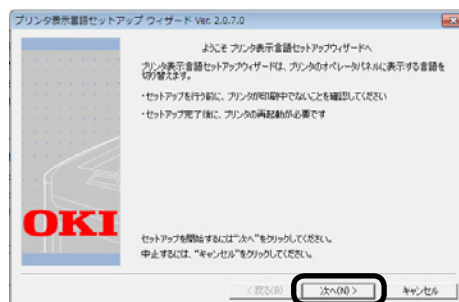 プリンタ表示言語セットアップ ウィザード Ver. 2.0.7.0
ようこそ プリンタ表示言語セットアップウィザードへ
プリンタ表示言語セットアップウィザードは、プリンタのオペレータパネルに表示する言語を
切り替えます。
・セットアップを行う前に、プリンタが印刷中でないことを確認してください
・セットアップ完了後に、プリンタの再起動が必要です
OKI
セットアップを開始するには"次へ"をクリックしてください。
中止するには、"キャンセル"をクリックしてください。
< 戻る(B) 次へ(N) > キャンセル